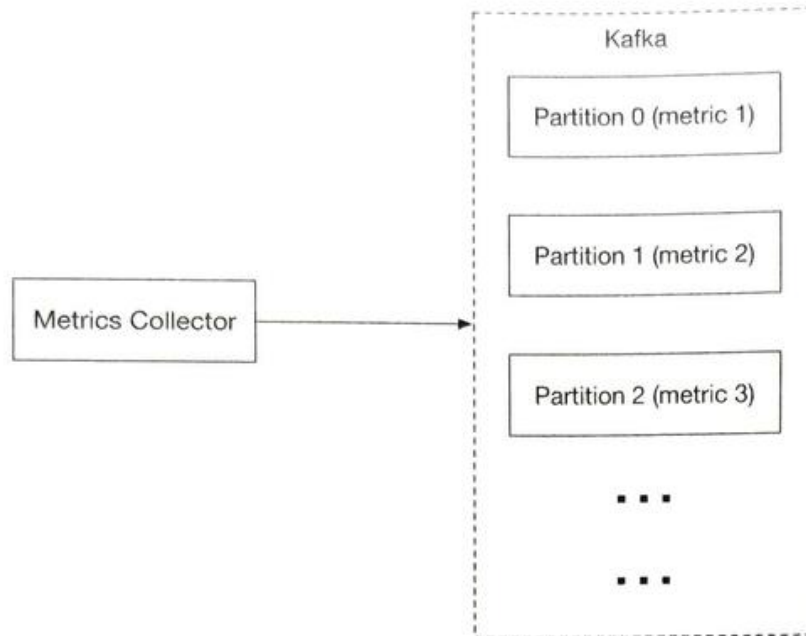 Kafka
Partition 0 (metric 1)
Partition 1 (metric 2)
Metrics Collector
Partition 2 (metric 3)
...
...